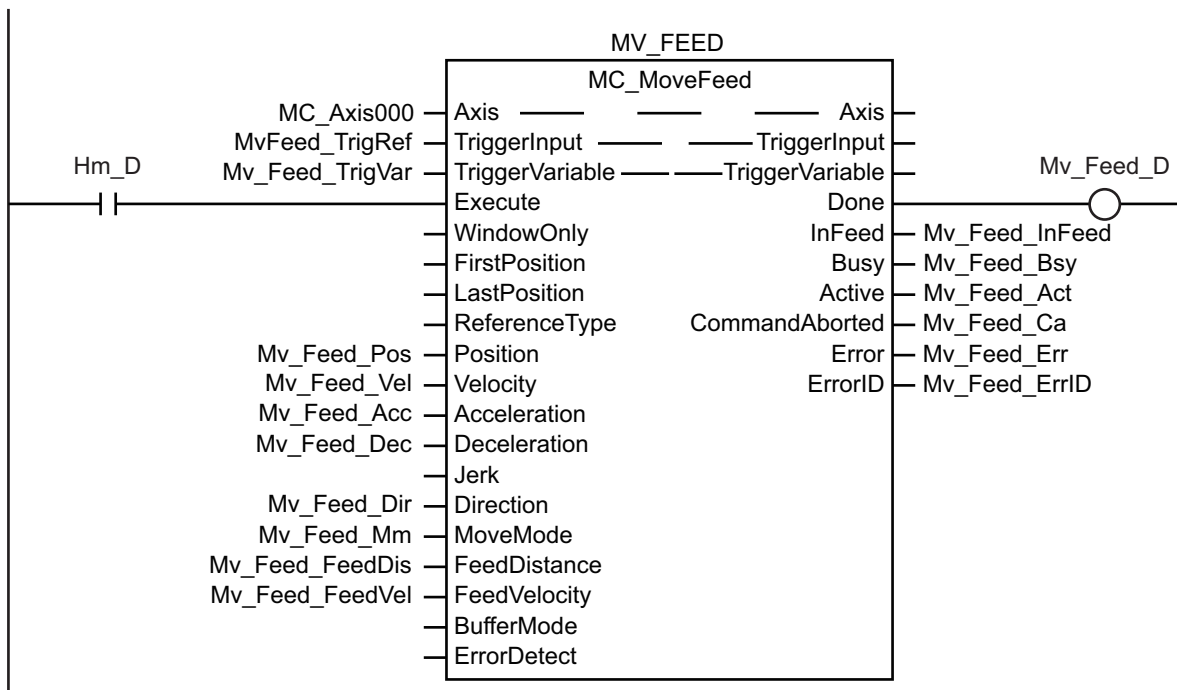 MV_FEED
MC_MoveFeed
MC_Axis000 Axis Axis
MvFeed_TrigRef TriggerInput TriggerInput
Hm_D Mv_Feed_TrigVar TriggerVariable TriggerVariable Mv_Feed_D
Execute Done
WindowOnly InFeed Mv_Feed_InFeed
FirstPosition Busy Mv_Feed_Bsy
LastPosition Active Mv_Feed_Act
ReferenceType CommandAborted Mv_Feed_Ca
Mv_Feed_Pos Position Error Mv_Feed_Err
Mv_Feed_Vel Velocity ErrorID Mv_Feed_ErrID
Mv_Feed_Acc Acceleration
Mv_Feed_Dec Deceleration
Jerk
Mv_Feed_Dir Direction
Mv_Feed_Mm MoveMode
Mv_Feed_FeedDis FeedDistance
Mv_Feed_FeedVel FeedVelocity
BufferMode
ErrorDetect